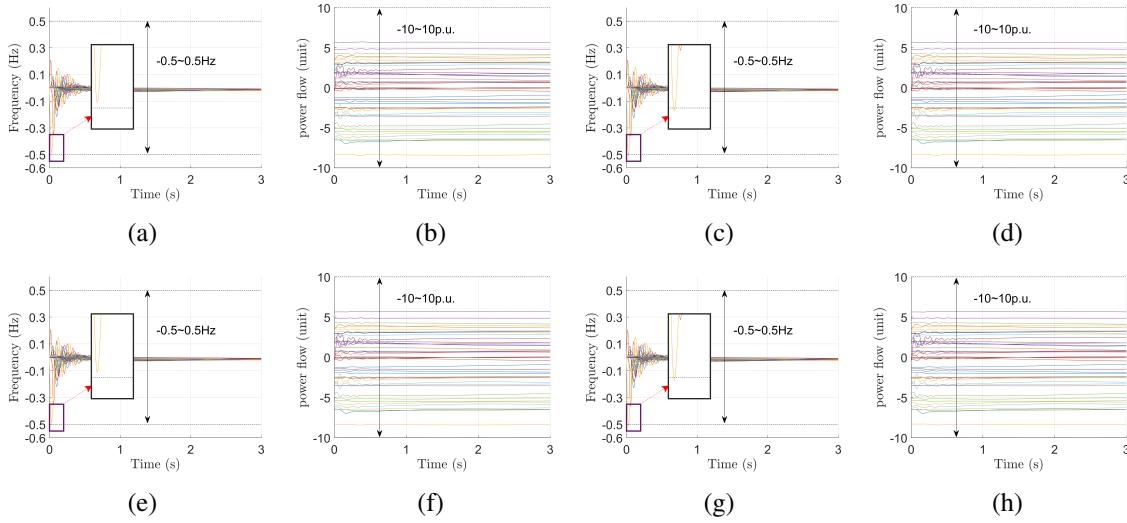 0.5
0.3
0.1
-0.1
-0.3
-0.5
-0.6
Frequency (Hz)
-0.5~0.5Hz
0 1 2 3
Time (s)
(a)
10
5
0
-5
-10
power flow (unit)
-10~10p.u.
0 1 2 3
Time (s)
(b)
0.5
0.3
0.1
-0.1
-0.3
-0.5
-0.6
Frequency (Hz)
-0.5~0.5Hz
0 1 2 3
Time (s)
(c)
10
5
0
-5
-10
power flow (unit)
-10~10p.u.
0 1 2 3
Time (s)
(d)
0.5
0.3
0.1
-0.1
-0.3
-0.5
-0.6
Frequency (Hz)
-0.5~0.5Hz
0 1 2 3
Time (s)
(e)
10
5
0
-5
-10
power flow (unit)
-10~10p.u.
0 1 2 3
Time (s)
(f)
0.5
0.3
0.1
-0.1
-0.3
-0.5
-0.6
Frequency (Hz)
-0.5~0.5Hz
0 1 2 3
Time (s)
(g)
10
5
0
-5
-10
power flow (unit)
-10~10p.u.
0 1 2 3
Time (s)
(h)